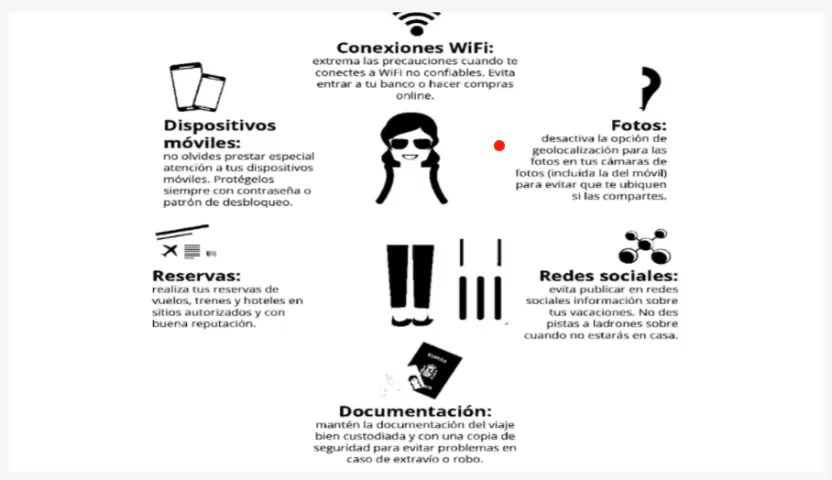 Conexiones WiFi:
extrema las precauciones cuando te
conectes a WiFi no confiables. Evita
entrar a tu banco o hacer compras
online.
Dispositivos
móviles:
no olvides prestar especial
atención a tus dispositivos
móviles. Protégelos
siempre con contraseña o
patrón de desbloqueo.
Fotos:
desactiva la opción de
geolocalización para las
fotos en tus cámaras de
fotos (incluida la del móvil)
para evitar que te ubiquen
si las compartes.
Reservas:
realiza tus reservas de
vuelos, trenes y hoteles en
sitios autorizados y con
buena reputación.
Redes sociales:
evita publicar en redes
sociales información sobre
tus vacaciones. No des
pistas a ladrones sobre
cuando no estarás en casa.
ESPAÑA
Documentación:
mantén la documentación del viaje
bien custodiada y con una copia de
seguridad para evitar problemas en
caso de extravío o robo.